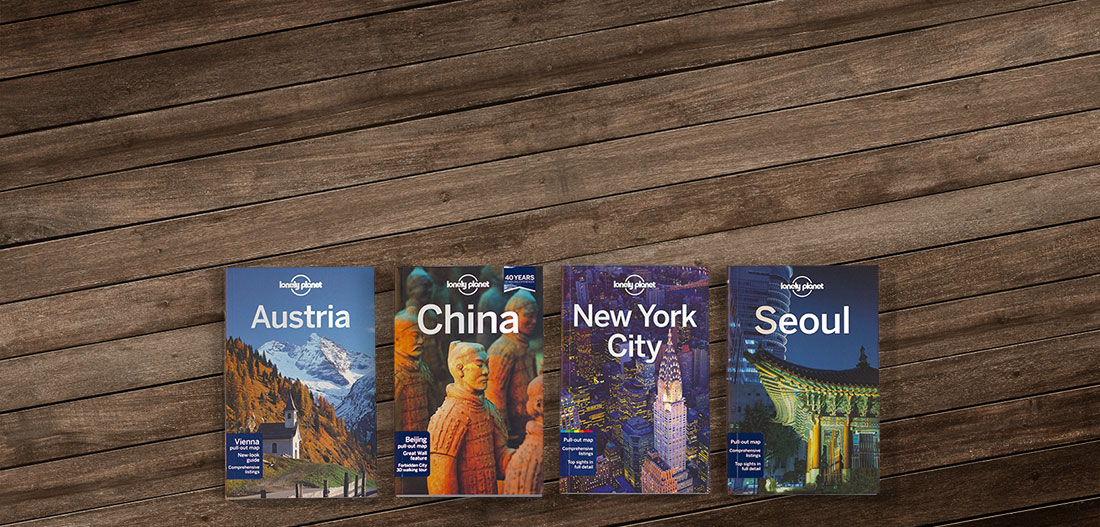 lonely planet
Austria
Vienna
pull-out map
New-look
guide
Comprehensive
listings
lonely planet
40 YEARS
China
Beijing
pull-out map
Great Wall
feature
Forbidden City
3D walking tour
lonely planet
New York
City
Pull-out map
Comprehensive
listings
Top sights in
full detail
lonely planet
Seoul
Pull-out map
Comprehensive
listings
Top sights in
full detail